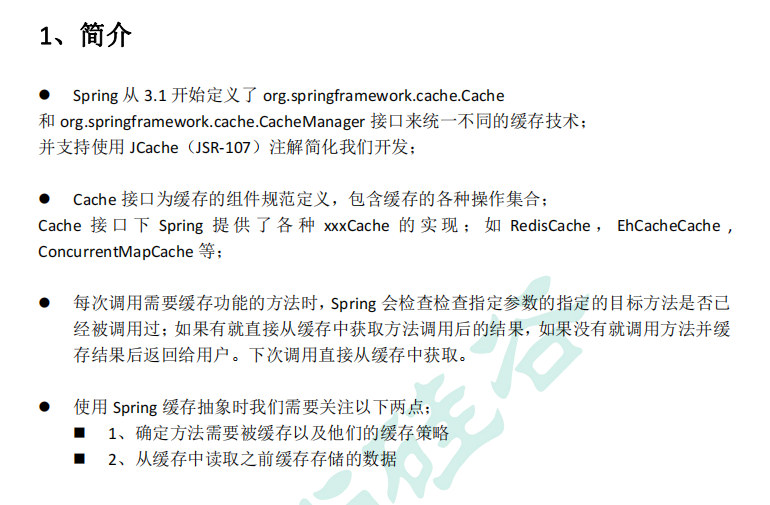 1、简介
● Spring 从 3.1 开始定义了 org.springframework.cache.Cache
和 org.springframework.cache.CacheManager 接口来统一不同的缓存技术；
并支持使用 JCache（JSR-107）注解简化我们开发；
● Cache 接口为缓存的组件规范定义，包含缓存的各种操作集合；
Cache 接口下 Spring 提供了各种 xxxCache 的实现；如 RedisCache，EhCacheCache ,
ConcurrentMapCache 等；
● 每次调用需要缓存功能的方法时，Spring 会检查检查指定参数的指定的目标方法是否已
经被调用过；如果有就直接从缓存中获取方法调用后的结果，如果没有就调用方法并缓
存结果后返回给用户。下次调用直接从缓存中获取。
● 使用 Spring 缓存抽象时我们需要关注以下两点；
■ 1、确定方法需要被缓存以及他们的缓存策略
■ 2、从缓存中读取之前缓存存储的数据
硅谷